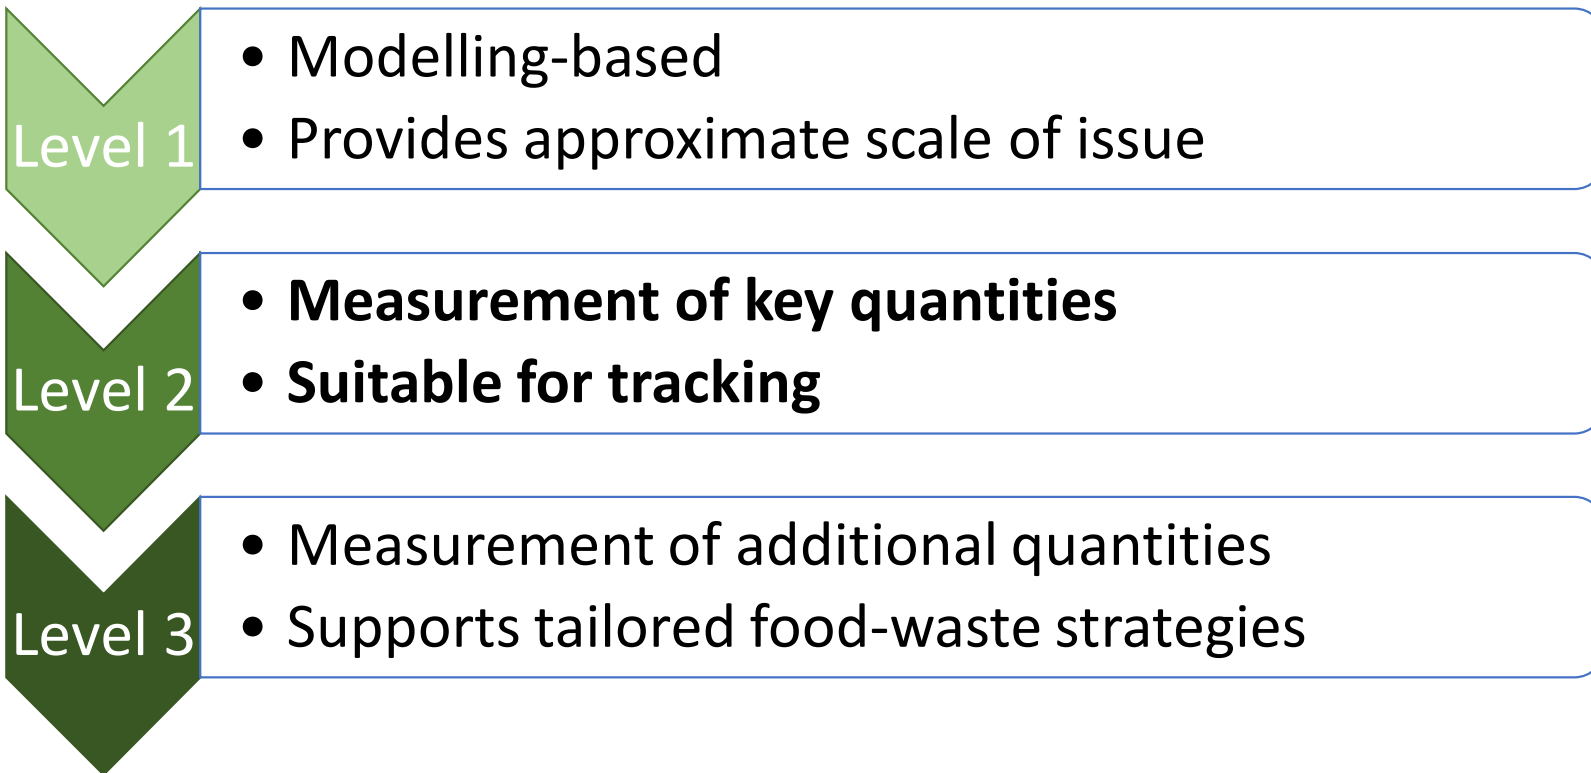 Level 1
• Modelling-based
• Provides approximate scale of issue
Level 2
• Measurement of key quantities
• Suitable for tracking
Level 3
• Measurement of additional quantities
• Supports tailored food-waste strategies